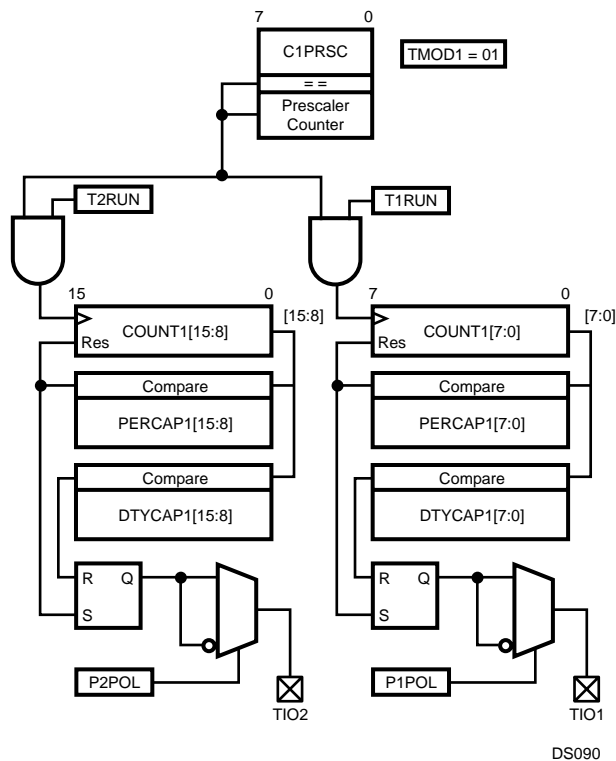 7 0
C1PRSC
TMOD1 = 01
= =
Prescaler
Counter
T2RUN
T1RUN
15 0
[15:8]
7 0
[7:0]
COUNT1[15:8]
COUNT1[7:0]
Res
Res
Compare
Compare
PERCAP1[15:8]
PERCAP1[7:0]
Compare
Compare
DTYCAP1[15:8]
DTYCAP1[7:0]
R Q
R Q
S
S
P2POL
P1POL
TIO2
TIO1
DS090